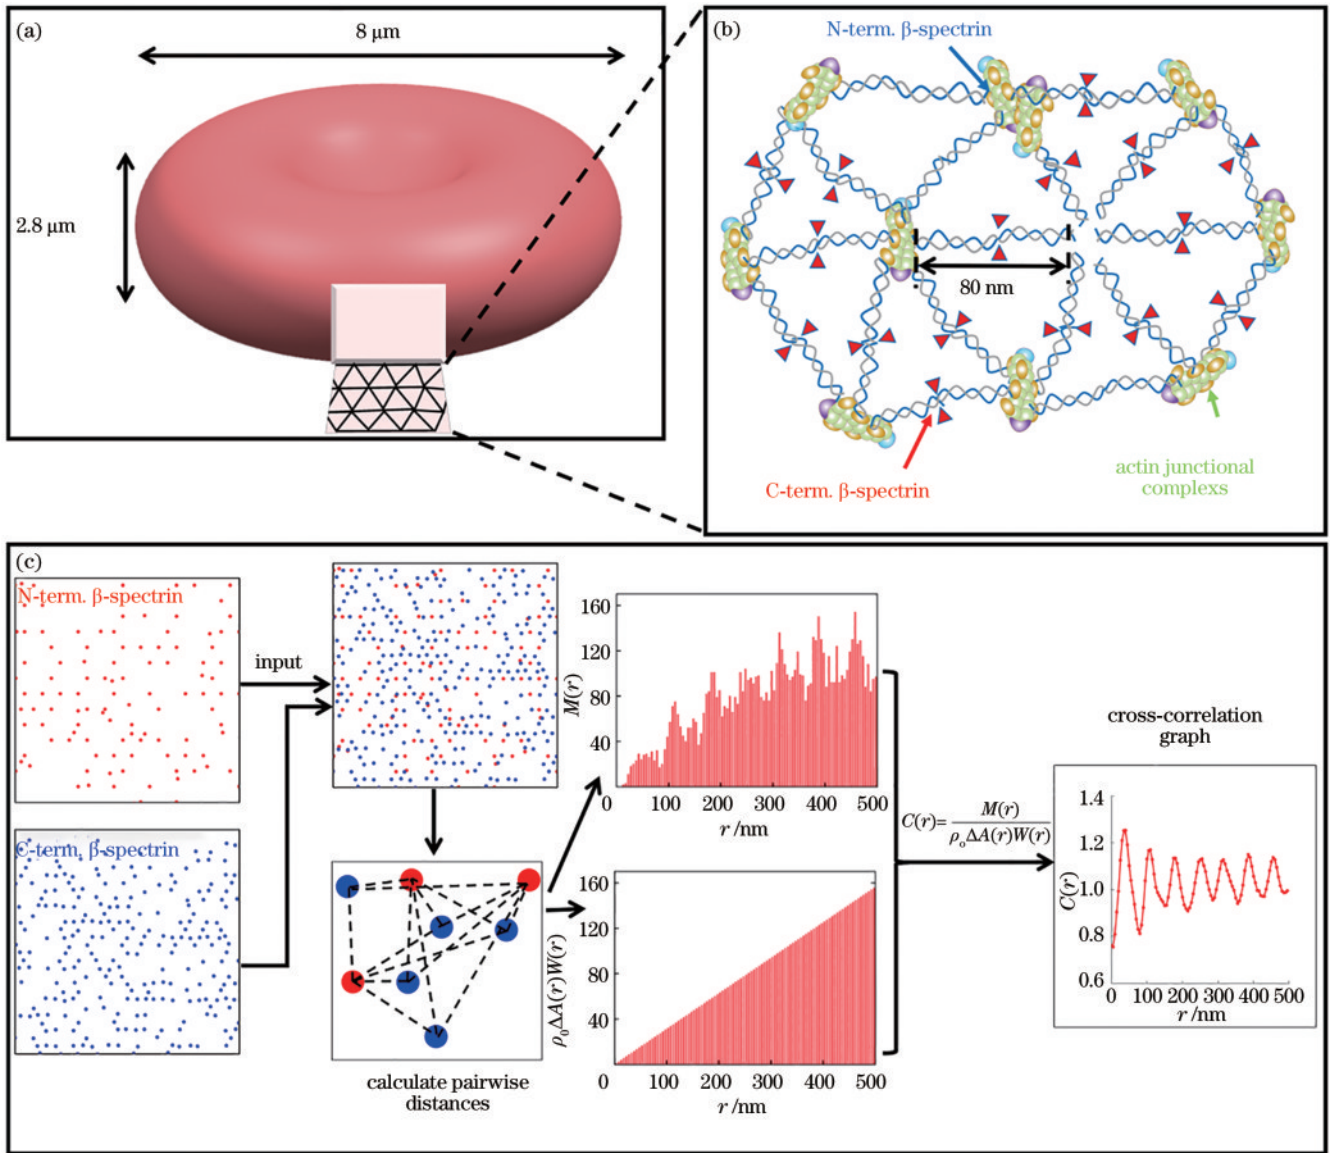 (a)
8 μm
2.8 μm
(b)
N-term. β-spectrin
80 nm
C-term. β-spectrin
actin junctional
complexs
(c)
N-term. β-spectrin
input
C-term. β-spectrin
calculate pairwise
distances
M(r)
160
120
80
40
0 100 200 300 400 500
r /nm
ρ₀ΔA(r)W(r)
160
120
80
40
0 100 200 300 400 500
r /nm
C(r)=M(r)/ρ₀ΔA(r)W(r)
cross-correlation
graph
C(r)
1.4
1.2
1.0
0.8
0.6
0 100 200 300 400 500
r /nm